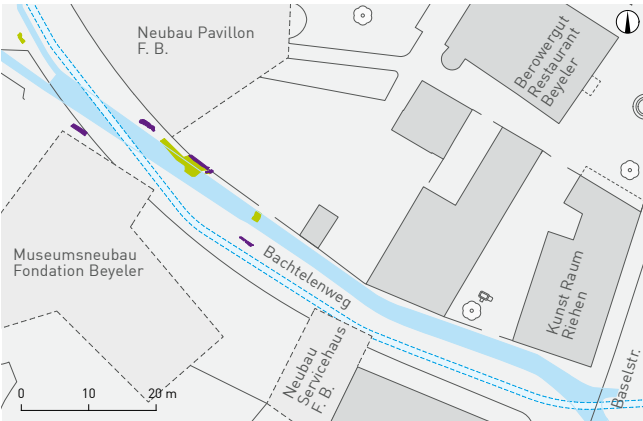 Neubau Pavillon
F. B.
Berowergut
Restaurant
Beyeler
Museumsneubau
Fondation Beyeler
Bachtelenweg
Kunst Raum
Riehen
Neubau
Servicehaus
F. B.
Baselstr.
0 10 20 m